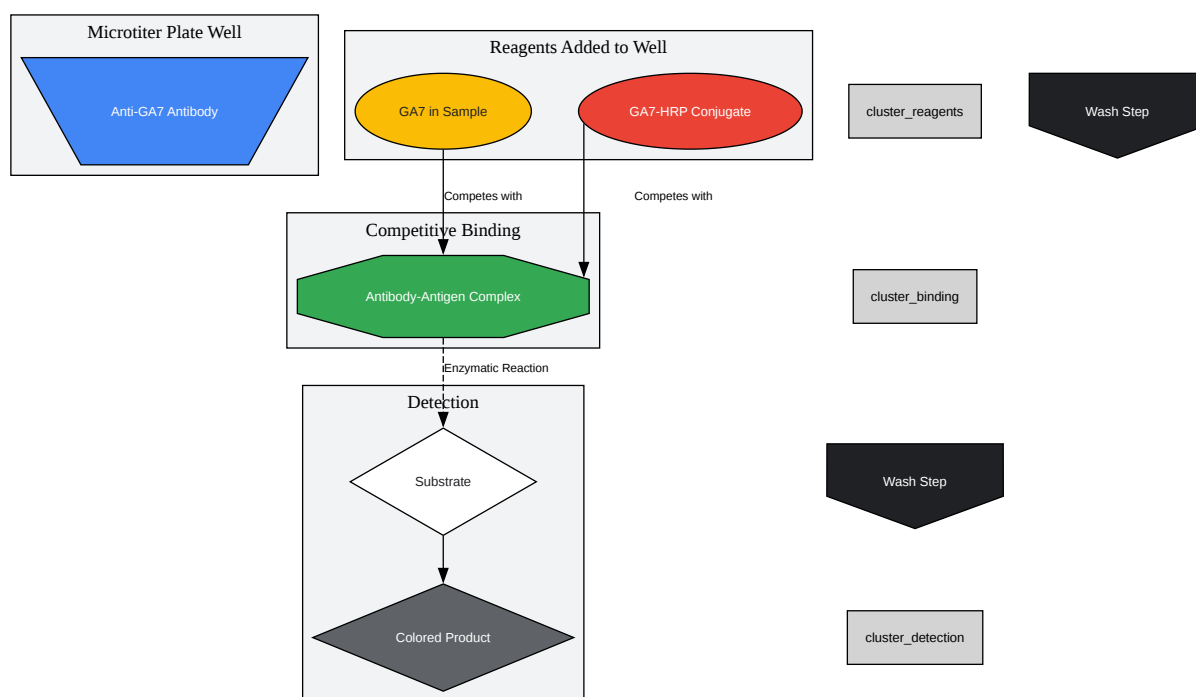 Microtiter Plate Well
Anti-GA7 Antibody
Reagents Added to Well
GA7 in Sample
GA7-HRP Conjugate
cluster_reagents
Wash Step
Competes with
Competes with
Competitive Binding
Antibody-Antigen Complex
cluster_binding
Enzymatic Reaction
Detection
Substrate
Wash Step
Colored Product
cluster_detection